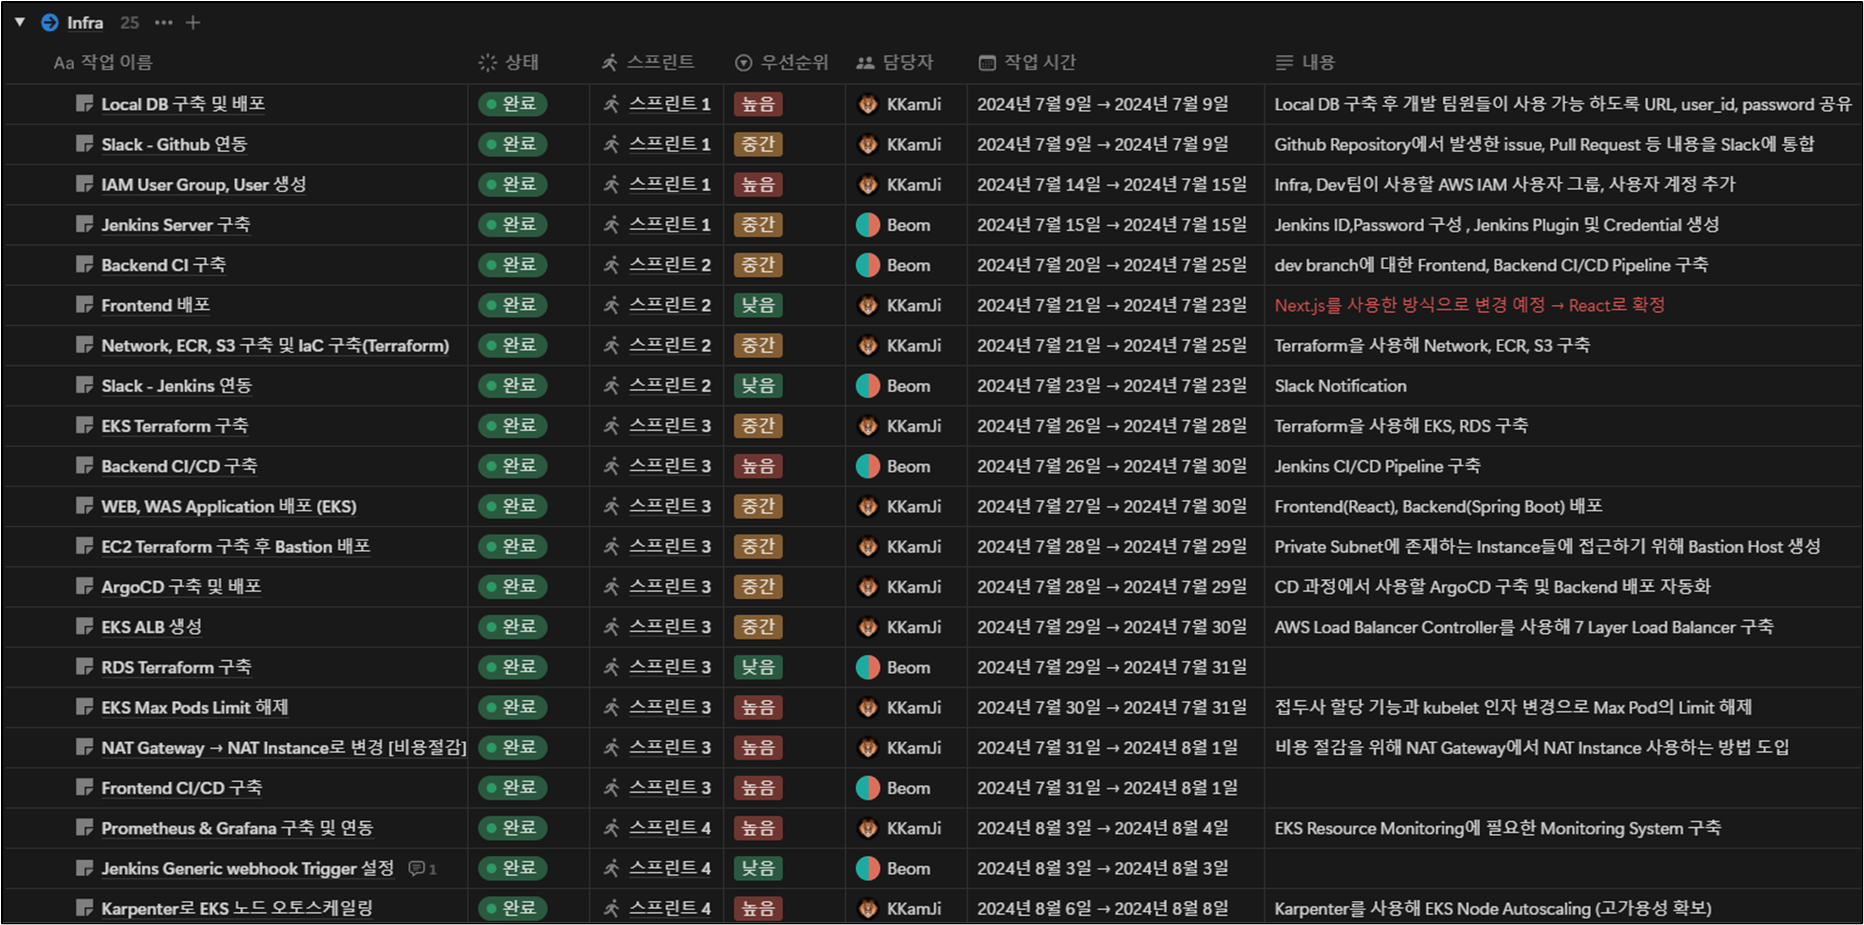 Infra 25
Aa 작업 이름 상태 스프린트 우선순위 담당자 작업 시간 내용
Local DB 구축 및 배포 완료 스프린트 1 높음 KKamJi 2024년 7월 9일 → 2024년 7월 9일 Local DB 구축 후 개발 팀원들이 사용 가능 하도록 URL, user_id, password 공유
Slack - Github 연동 완료 스프린트 1 중간 KKamJi 2024년 7월 9일 → 2024년 7월 9일 Github Repository에서 발생한 issue, Pull Request 등 내용을 Slack에 통합
IAM User Group, User 생성 완료 스프린트 1 높음 KKamJi 2024년 7월 14일 → 2024년 7월 15일 Infra, Dev팀이 사용할 AWS IAM 사용자 그룹, 사용자 계정 추가
Jenkins Server 구축 완료 스프린트 1 중간 Beom 2024년 7월 15일 → 2024년 7월 15일 Jenkins ID,Password 구성 , Jenkins Plugin 및 Credential 생성
Backend CI 구축 완료 스프린트 2 중간 Beom 2024년 7월 20일 → 2024년 7월 25일 dev branch에 대한 Frontend, Backend CI/CD Pipeline 구축
Frontend 배포 완료 스프린트 2 낮음 KKamJi 2024년 7월 21일 → 2024년 7월 23일 Next.js를 사용한 방식으로 변경 예정 → React로 확정
Network, ECR, S3 구축 및 IaC 구축(Terraform) 완료 스프린트 2 중간 KKamJi 2024년 7월 21일 → 2024년 7월 25일 Terraform을 사용해 Network, ECR, S3 구축
Slack - Jenkins 연동 완료 스프린트 2 낮음 Beom 2024년 7월 23일 → 2024년 7월 23일 Slack Notification
EKS Terraform 구축 완료 스프린트 3 중간 KKamJi 2024년 7월 26일 → 2024년 7월 28일 Terraform을 사용해 EKS, RDS 구축
Backend CI/CD 구축 완료 스프린트 3 높음 Beom 2024년 7월 26일 → 2024년 7월 30일 Jenkins CI/CD Pipeline 구축
WEB, WAS Application 배포 (EKS) 완료 스프린트 3 중간 KKamJi 2024년 7월 27일 → 2024년 7월 30일 Frontend(React), Backend(Spring Boot) 배포
EC2 Terraform 구축 후 Bastion 배포 완료 스프린트 3 중간 KKamJi 2024년 7월 28일 → 2024년 7월 29일 Private Subnet에 존재하는 Instance들에 접근하기 위해 Bastion Host 생성
ArgoCD 구축 및 배포 완료 스프린트 3 중간 KKamJi 2024년 7월 28일 → 2024년 7월 29일 CD 과정에서 사용할 ArgoCD 구축 및 Backend 배포 자동화
EKS ALB 생성 완료 스프린트 3 중간 KKamJi 2024년 7월 29일 → 2024년 7월 30일 AWS Load Balancer Controller를 사용해 7 Layer Load Balancer 구축
RDS Terraform 구축 완료 스프린트 3 낮음 Beom 2024년 7월 29일 → 2024년 7월 31일
EKS Max Pods Limit 해제 완료 스프린트 3 높음 KKamJi 2024년 7월 30일 → 2024년 7월 31일 접두사 할당 기능과 kubelet 인자 변경으로 Max Pod의 Limit 해제
NAT Gateway → NAT Instance로 변경 [비용절감] 완료 스프린트 3 높음 KKamJi 2024년 7월 31일 → 2024년 8월 1일 비용 절감을 위해 NAT Gateway에서 NAT Instance 사용하는 방법 도입
Frontend CI/CD 구축 완료 스프린트 3 높음 Beom 2024년 7월 31일 → 2024년 8월 1일
Prometheus & Grafana 구축 및 연동 완료 스프린트 4 높음 KKamJi 2024년 8월 3일 → 2024년 8월 4일 EKS Resource Monitoring에 필요한 Monitoring System 구축
Jenkins Generic webhook Trigger 설정 1 완료 스프린트 4 낮음 Beom 2024년 8월 3일 → 2024년 8월 3일
Karpenter로 EKS 노드 오토스케일링 완료 스프린트 4 높음 KKamJi 2024년 8월 6일 → 2024년 8월 8일 Karpenter를 사용해 EKS Node Autoscaling (고가용성 확보)